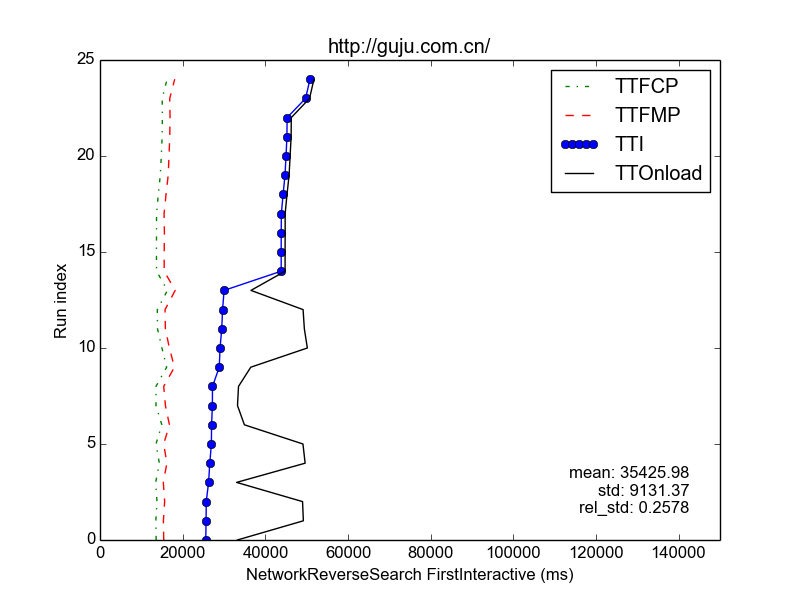 http://guju.com.cn/
25
20
15
10
5
0
Run index
TTFCP
TTFMP
TTI
TTOnload
mean: 35425.98
std: 9131.37
rel_std: 0.2578
0 20000 40000 60000 80000 100000 120000 140000
NetworkReverseSearch FirstInteractive (ms)